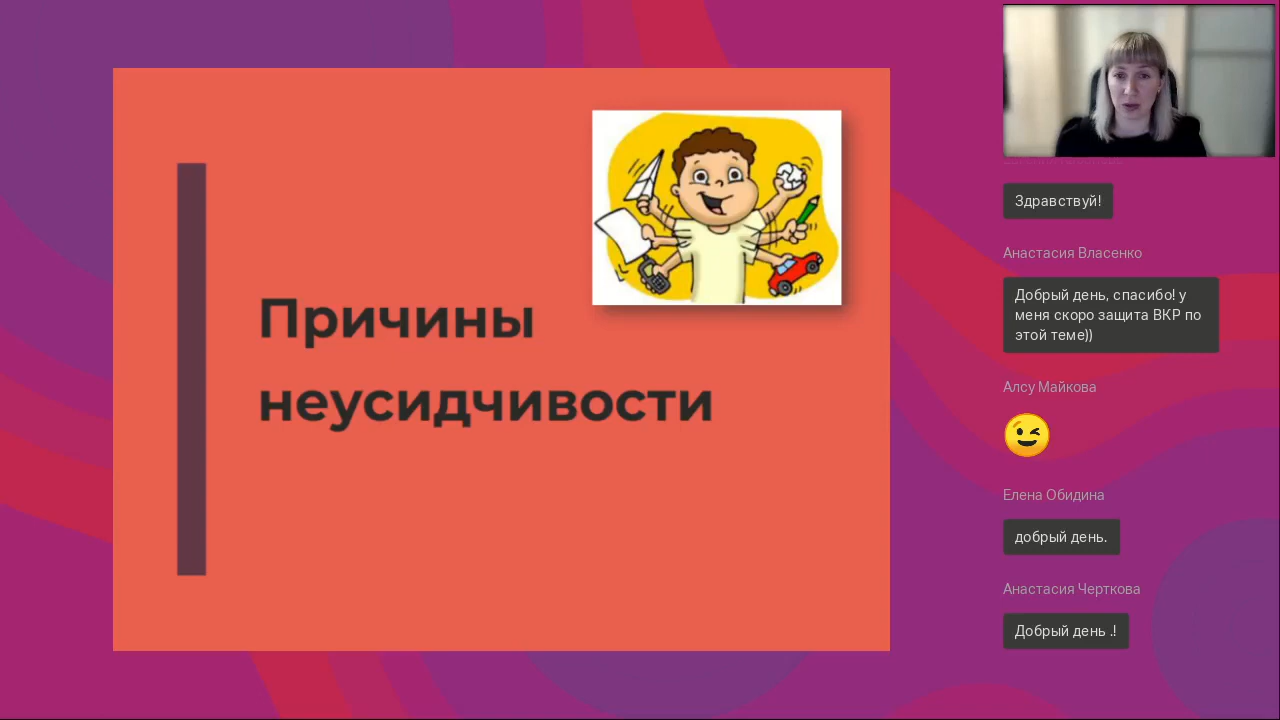 Причины
неусидчивости
Здравствуй!
Анастасия Власенко
Добрый день, спасибо! у
меня скоро защита ВКР по
этой теме))
Алсу Майкова
Елена Обидина
добрый день.
Анастасия Черткова
Добрый день .!